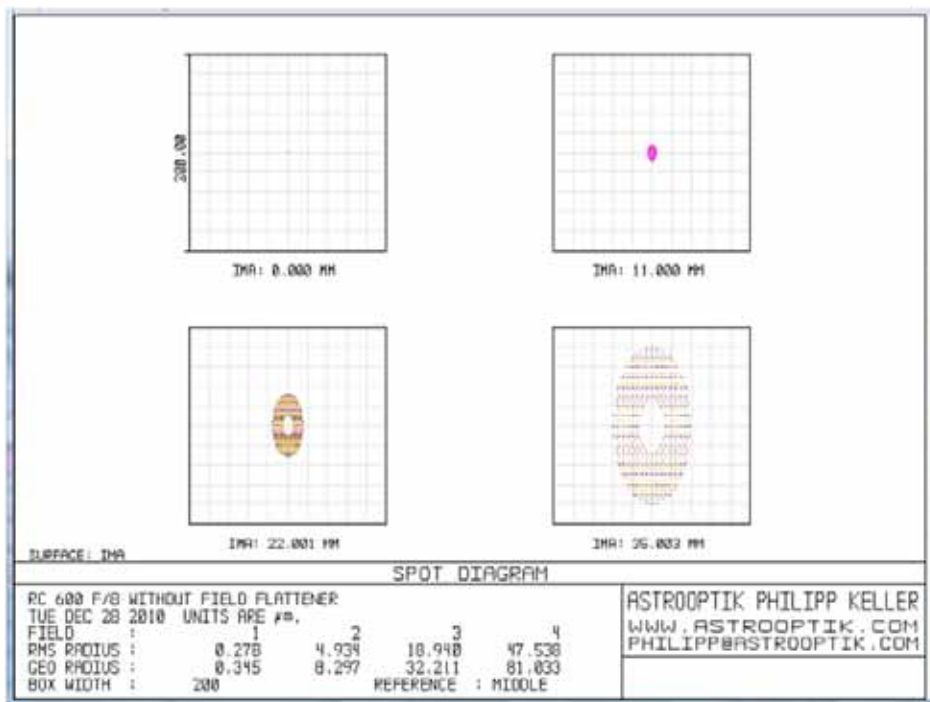 200.00
IMA: 0.000 MM
IMA: 11.000 MM
IMA: 22.001 MM
IMA: 35.003 MM
SURFACE: IMA
SPOT DIAGRAM
RC 600 F/8 WITHOUT FIELD FLATTENER
TUE DEC 28 2010 UNITS ARE µm.
FIELD : 1 2 3 4
RMS RADIUS : 0.278 4.934 18.940 47.538
GEO RADIUS : 0.345 8.297 32.211 81.033
BOX WIDTH : 200 REFERENCE : MIDDLE
ASTROOPTIK PHILIPP KELLER
WWW.ASTROOPTIK.COM
PHILIPP@ASTROOPTIK.COM